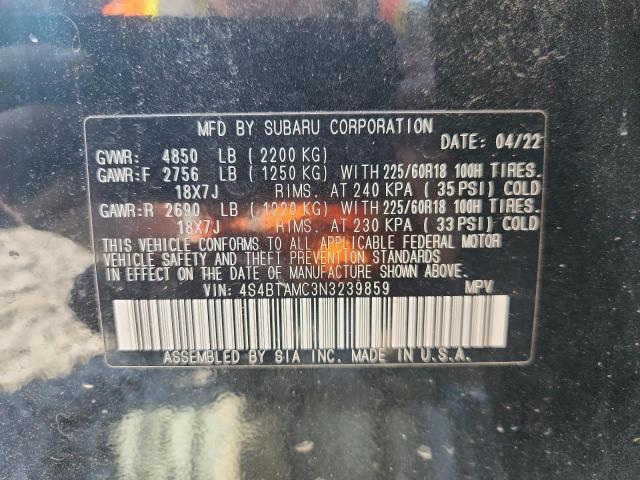 MFD BY SUBARU CORPORATION
DATE: 04/22
GVWR: 4850 LB (2200 KG)
GAWR:F 2756 LB (1250 KG) WITH 225/60R18 100H TIRES.
18X7J RIMS. AT 240 KPA (35 PSI) COLD
GAWR:R 2690 LB (1220 KG) WITH 225/60R18 100H TIRES.
18X7J RIMS. AT 230 KPA (33 PSI) COLD
THIS VEHICLE CONFORMS TO ALL APPLICABLE FEDERAL MOTOR
VEHICLE SAFETY AND THEFT PREVENTION STANDARDS
IN EFFECT ON THE DATE OF MANUFACTURE SHOWN ABOVE.
VIN: 4S4BTAMC3N3239859 MPV
ASSEMBLED BY SIA INC. MADE IN U.S.A.